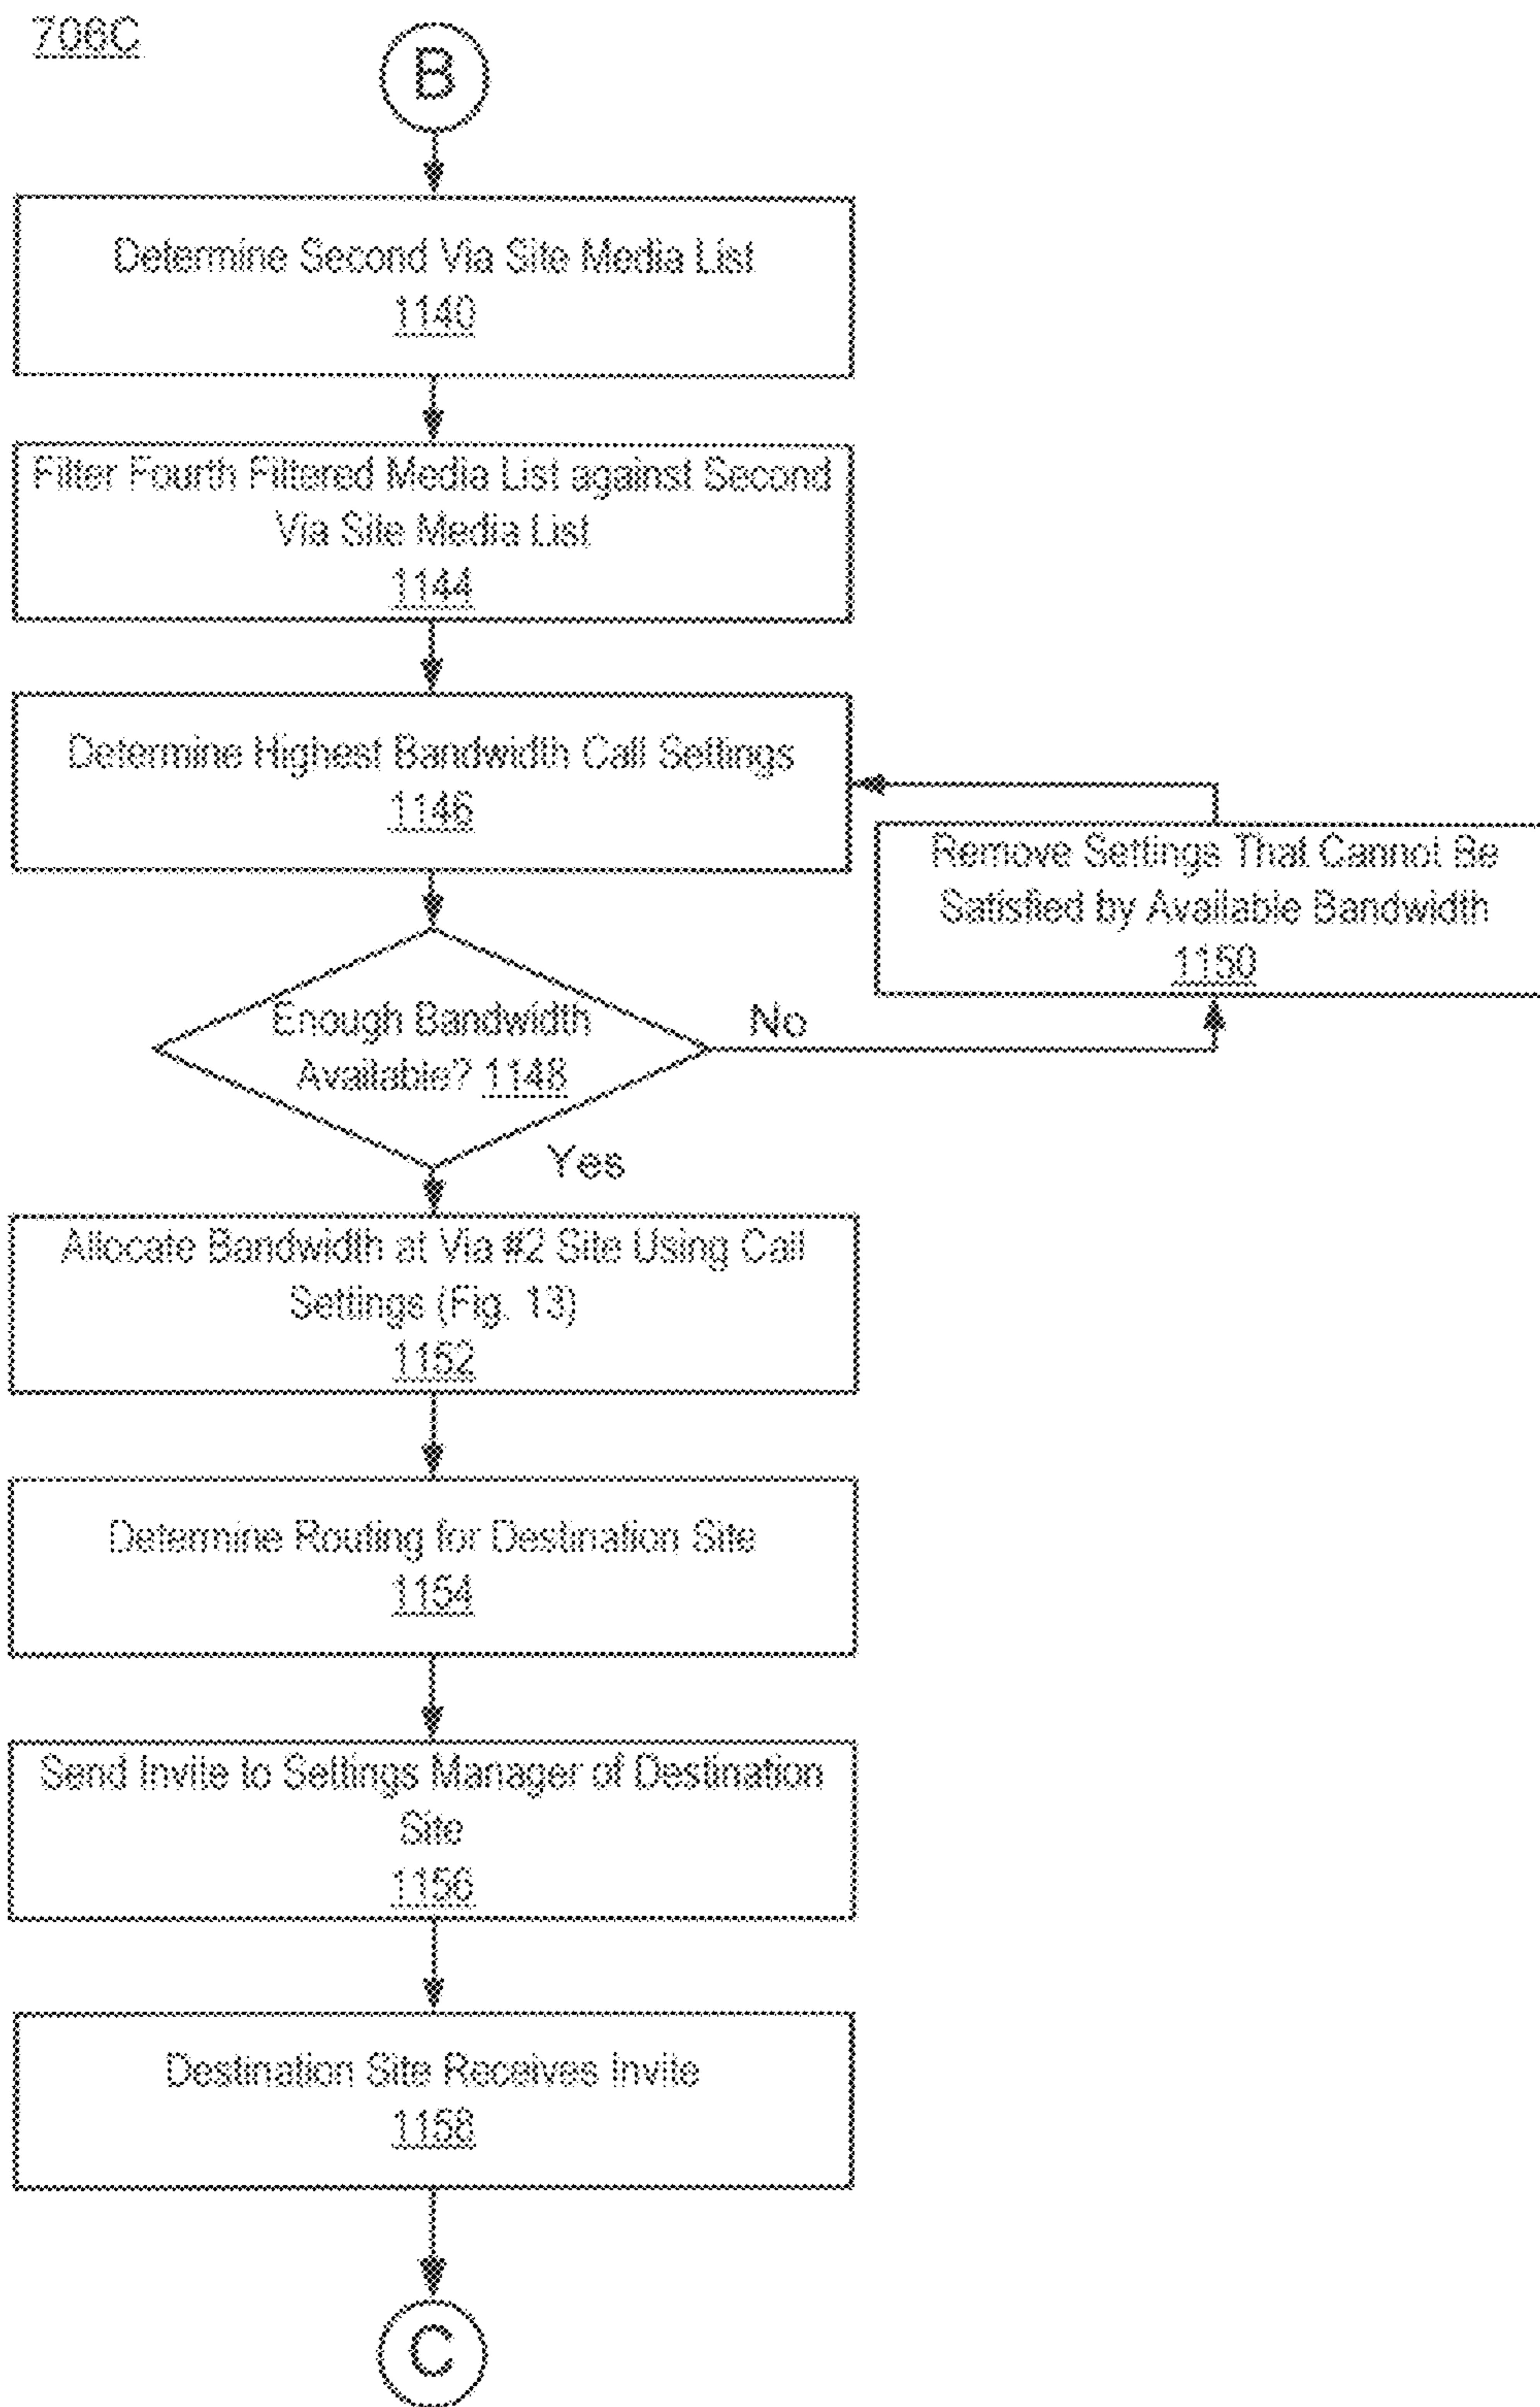 706C
B
Determine Second Via Site Media List
1140
Filter Fourth Filtered Media List against Second
Via Site Media List
1144
Determine Highest Bandwidth Call Settings
1146
Remove Settings That Cannot Be
Satisfied by Available Bandwidth
1150
Enough Bandwidth
Available? 1148
No
Yes
Allocate Bandwidth at Via #2 Site Using Call
Settings (Fig. 13)
1152
Determine Routing for Destination Site
1154
Send Invite to Settings Manager of Destination
Site
1156
Destination Site Receives Invite
1158
C